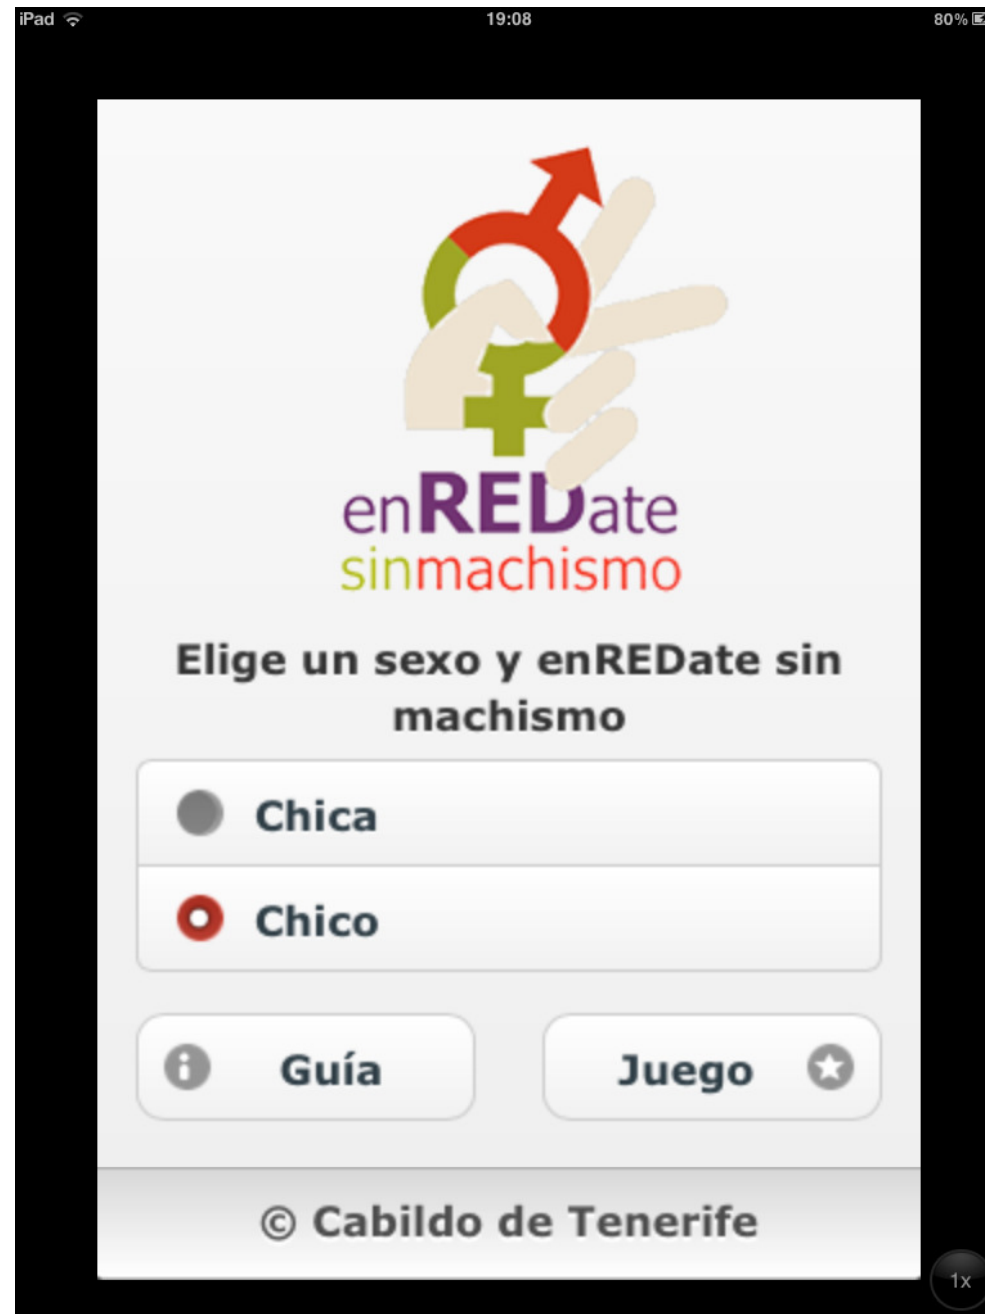 iPad 19:08 80%
enREDate
sinmachismo
Elige un sexo y enREDate sin
machismo
Chica
Chico
Guía Juego
© Cabildo de Tenerife
1x